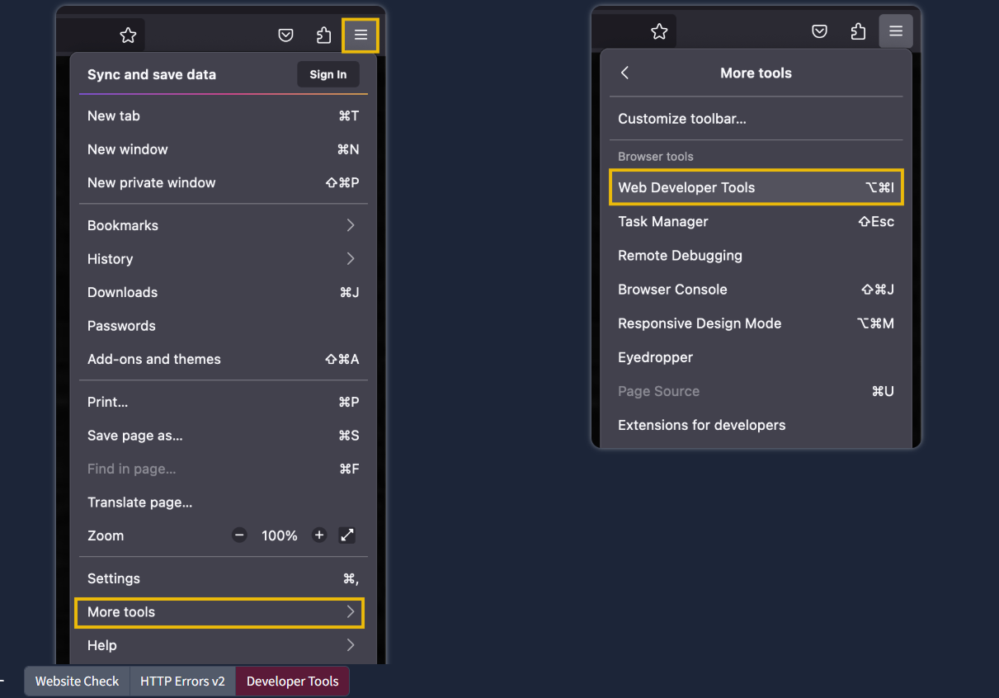 Sync and save data Sign In
New tab ⌘T
New window ⌘N
New private window ⇧⌘P
Bookmarks
History
Downloads ⌘J
Passwords
Add-ons and themes ⇧⌘A
Print... ⌘P
Save page as... ⌘S
Find in page... ⌘F
Translate page...
Zoom 100%
Settings ⌘,
More tools
Help
More tools
Customize toolbar...
Browser tools
Web Developer Tools ⌥⌘I
Task Manager ⇧Esc
Remote Debugging
Browser Console ⇧⌘J
Responsive Design Mode ⌥⌘M
Eyedropper
Page Source ⌘U
Extensions for developers
Website Check HTTP Errors v2 Developer Tools